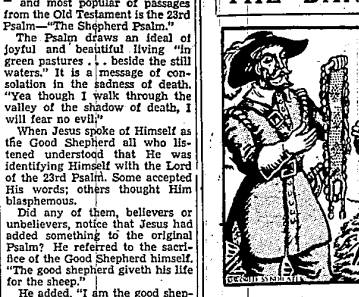 and most popular of passages
from the Old Testament is the 23rd
Psalm—"The Shepherd Psalm."
The Psalm draws an ideal of
joyful and beautiful living "in
green pastures . . . beside the still
waters." It is a message of con-
solation in the sadness of death.
"Yea though I walk through the
valley of the shadow of death, I
will fear no evil."
When Jesus spoke of Himself as
the Good Shepherd all who lis-
tened understood that He was
identifying Himself with the Lord
of the 23rd Psalm. Some accepted
His words; others thought Him
blasphemous.
Did any of them, believers or
unbelievers, notice that Jesus had
added something to the original
Psalm? He referred to the sacri-
fice of the Good Shepherd himself.
"The good shepherd giveth his life
for the sheep."
He added, "I am the good shep-
THE